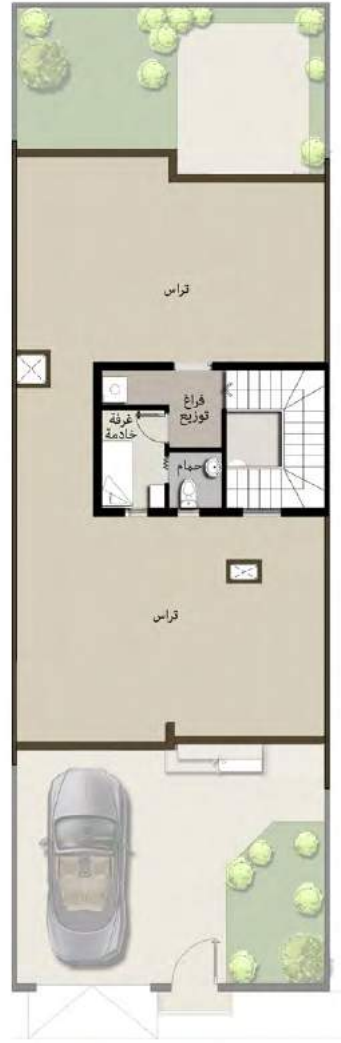 تراس
فراغ
توزيع
غرفة
خادمة
حمام
تراس